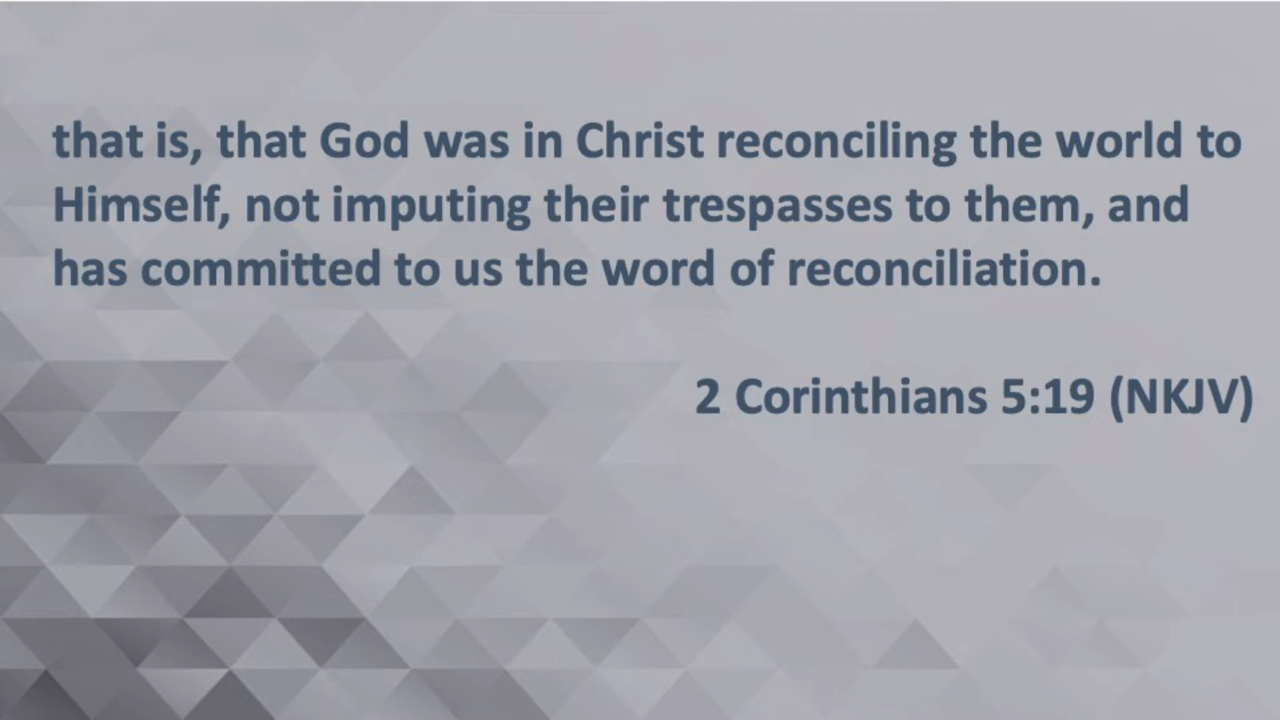 that is, that God was in Christ reconciling the world to
Himself, not imputing their trespasses to them, and
has committed to us the word of reconciliation.
2 Corinthians 5:19 (NKJV)